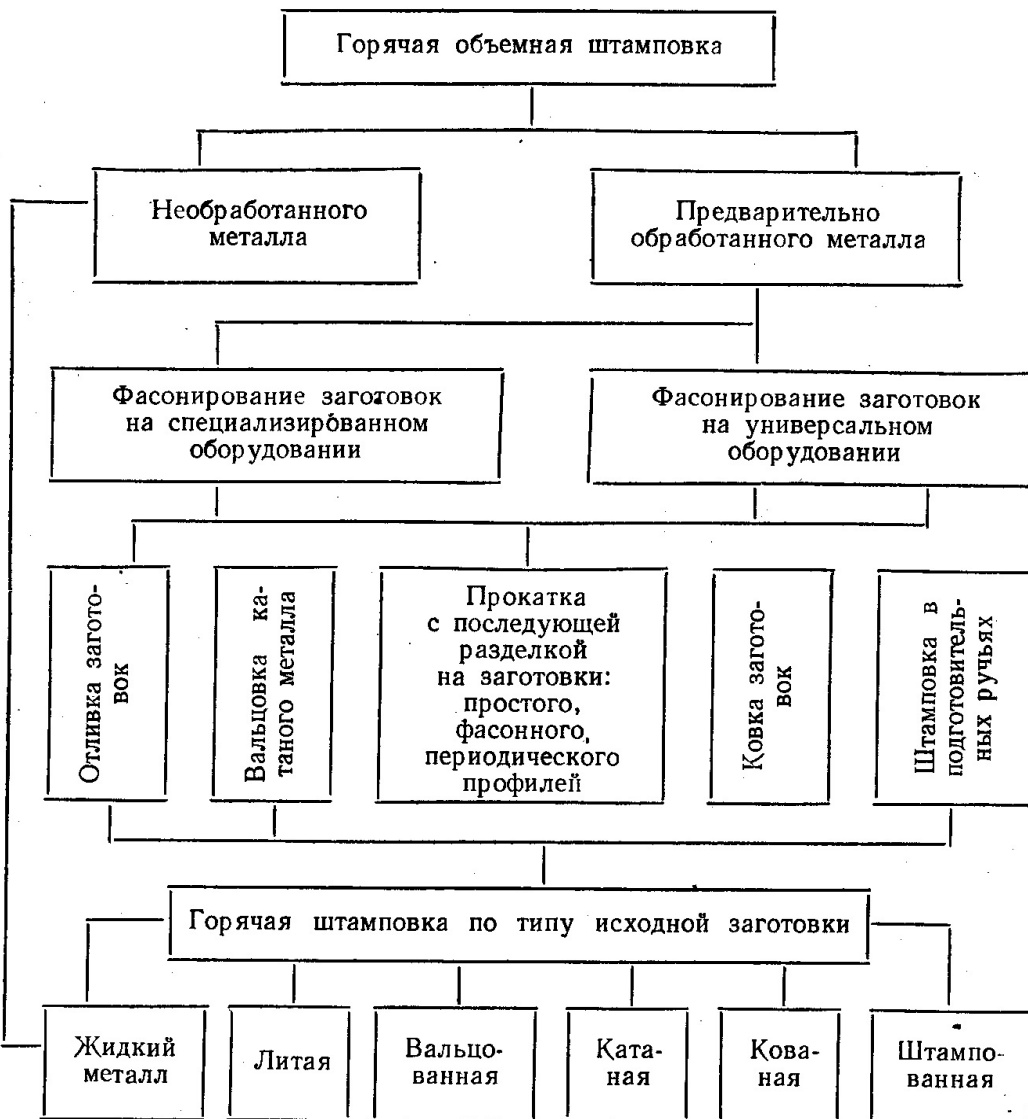 Горячая объемная штамповка
Необработанного
металла
Предварительно
обработанного металла
Фасонирование заготовок
на специализированном
оборудовании
Фасонирование заготовок
на универсальном
оборудовании
Отливка загото-
вок
Вальцовка ка-
таного металла
Прокатка
с последующей
разделкой
на заготовки:
простого,
фасонного,
периодического
профилей
Ковка загото-
вок
Штамповка в
подготовитель-
ных ручьях
Горячая штамповка по типу исходной заготовки
Жидкий
металл
Литая
Вальцо-
ванная
Ката-
ная
Кова-
ная
Штампо-
ванная